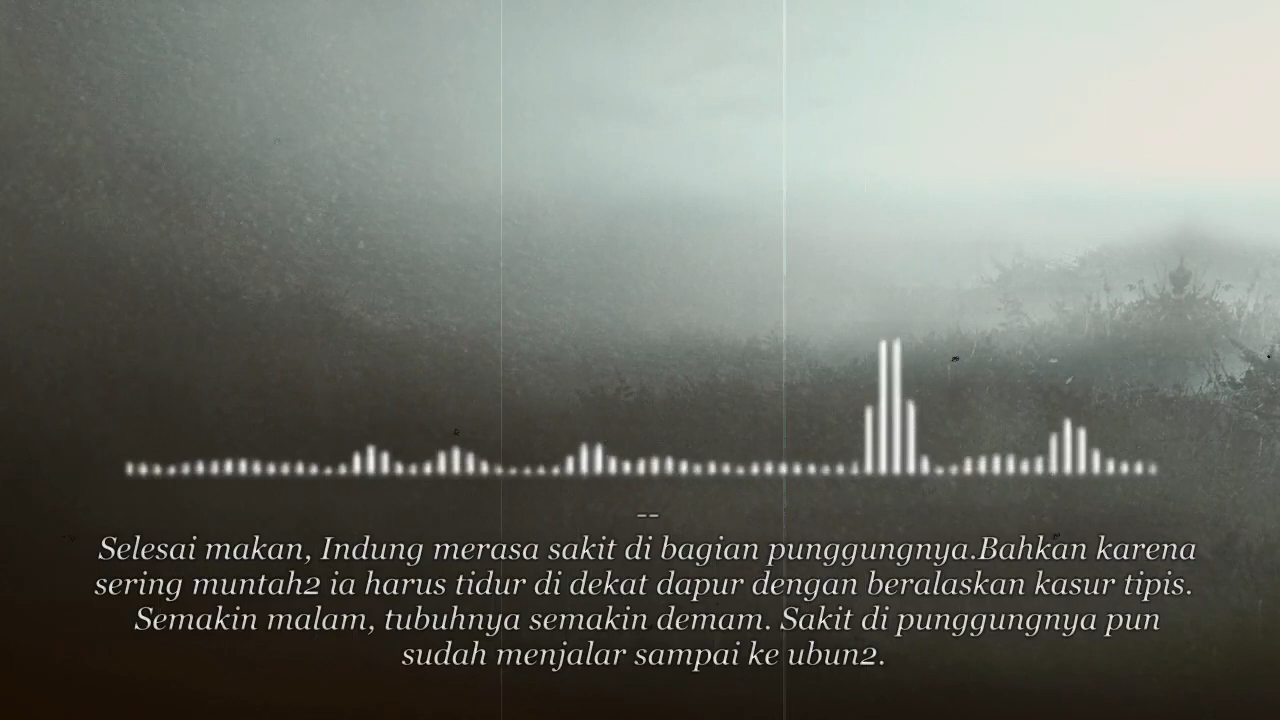 --
Selesai makan, Indung merasa sakit di bagian punggungnya.Bahkan karena
sering muntah2 ia harus tidur di dekat dapur dengan beralaskan kasur tipis.
Semakin malam, tubuhnya semakin demam. Sakit di punggungnya pun
sudah menjalar sampai ke ubun2.